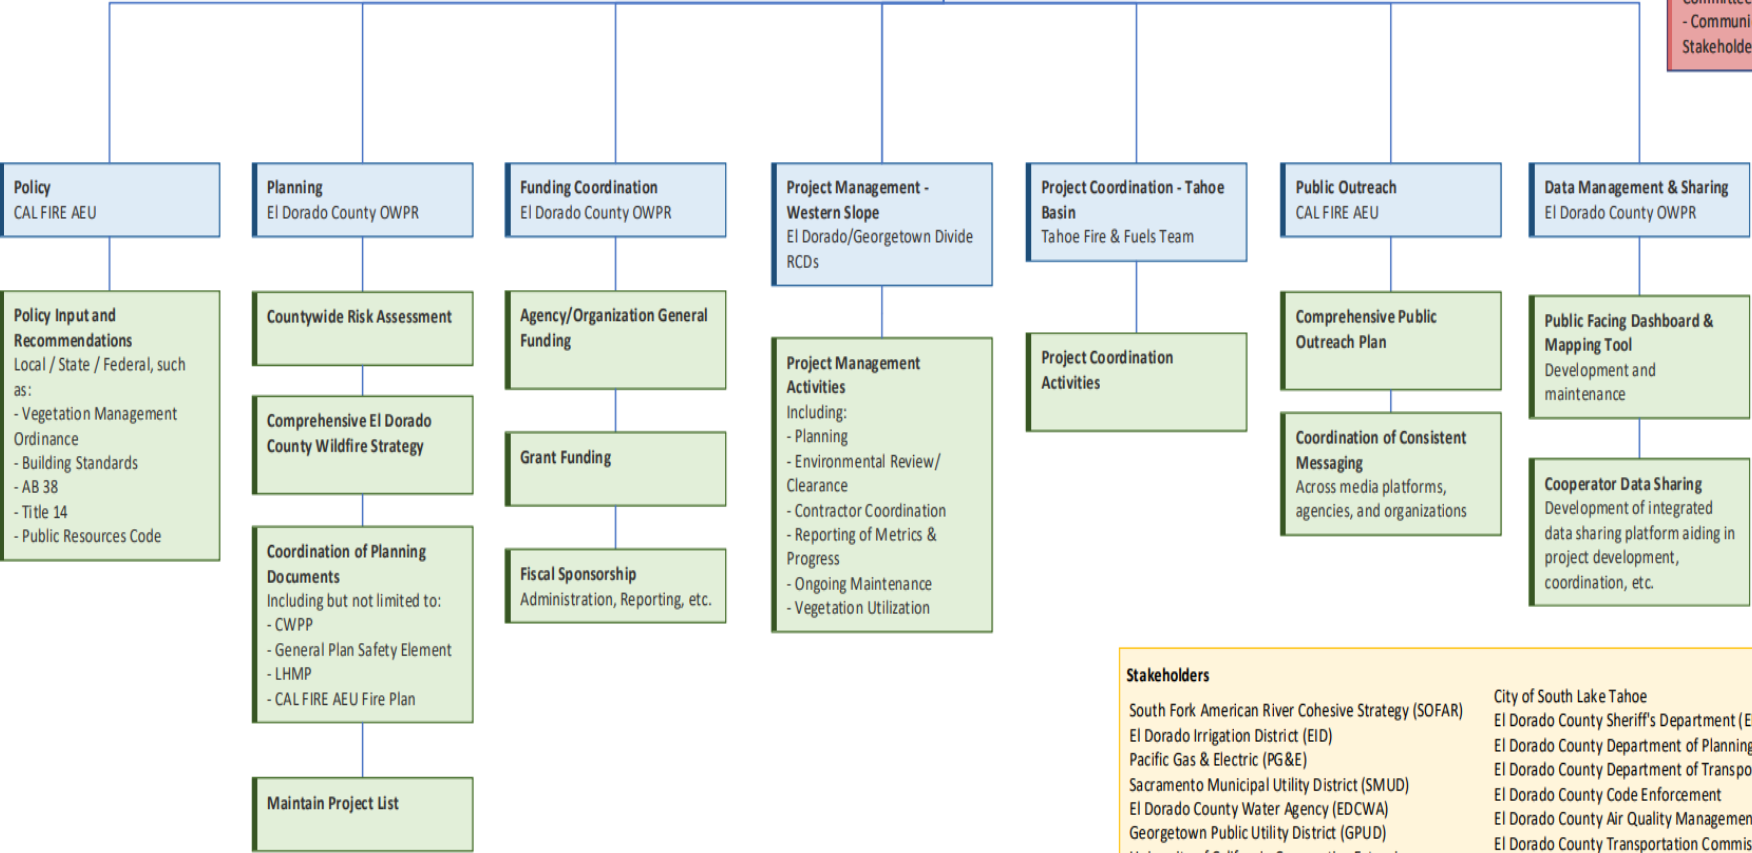 Committee
- Communi
Stakeholde
Policy
CAL FIRE AEU
Policy Input and
Recommendations
Local / State / Federal, such
as:
- Vegetation Management
Ordinance
- Building Standards
- AB 38
- Title 14
- Public Resources Code
Planning
El Dorado County OWPR
Countywide Risk Assessment
Comprehensive El Dorado
County Wildfire Strategy
Coordination of Planning
Documents
Including but not limited to:
- CWPP
- General Plan Safety Element
- LHMP
- CAL FIRE AEU Fire Plan
Maintain Project List
Funding Coordination
El Dorado County OWPR
Agency/Organization General
Funding
Grant Funding
Fiscal Sponsorship
Administration, Reporting, etc.
Project Management -
Western Slope
El Dorado/Georgetown Divide
RCDs
Project Management
Activities
Including:
- Planning
- Environmental Review/
Clearance
- Contractor Coordination
- Reporting of Metrics &
Progress
- Ongoing Maintenance
- Vegetation Utilization
Project Coordination - Tahoe
Basin
Tahoe Fire & Fuels Team
Project Coordination
Activities
Public Outreach
CAL FIRE AEU
Comprehensive Public
Outreach Plan
Coordination of Consistent
Messaging
Across media platforms,
agencies, and organizations
Data Management & Sharing
El Dorado County OWPR
Public Facing Dashboard &
Mapping Tool
Development and
maintenance
Cooperator Data Sharing
Development of integrated
data sharing platform aiding in
project development,
coordination, etc.
Stakeholders
South Fork American River Cohesive Strategy (SOFAR)
El Dorado Irrigation District (EID)
Pacific Gas & Electric (PG&E)
Sacramento Municipal Utility District (SMUD)
El Dorado County Water Agency (EDCWA)
Georgetown Public Utility District (GPUD)
City of South Lake Tahoe
El Dorado County Sheriff's Department (E
El Dorado County Department of Planning
El Dorado County Department of Transpo
El Dorado County Code Enforcement
El Dorado County Air Quality Managemen
El Dorado County Transportation Commis